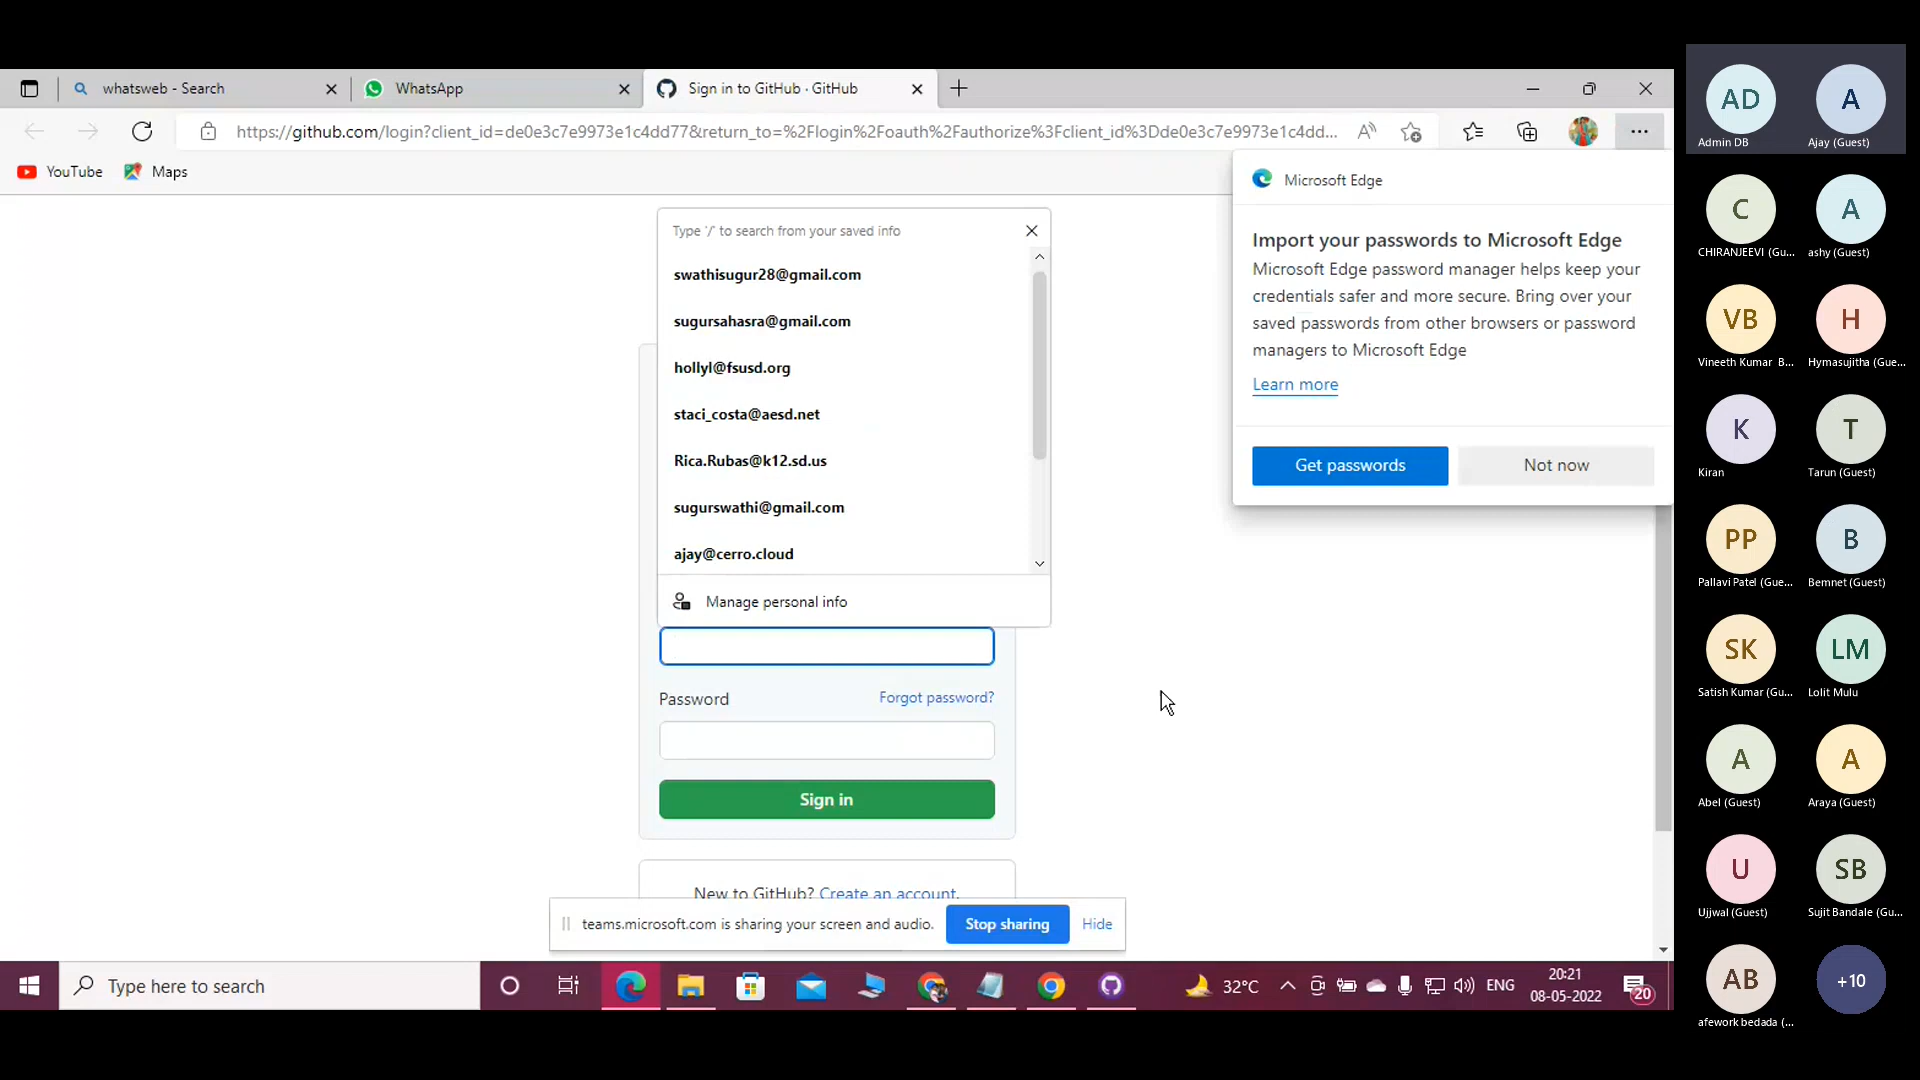 whatsweb - Search
WhatsApp
Sign in to GitHub · GitHub
https://github.com/login?client_id=de0e3c7e9973e1c4dd77&return_to=%2Flogin%2Foauth%2Fauthorize%3Fclient_id%3Dde0e3c7e9973e1c4dd...
YouTube
Maps
Type '/' to search from your saved info
swathisugur28@gmail.com
sugursahasra@gmail.com
hollyl@fsusd.org
staci_costa@aesd.net
Rica.Rubas@k12.sd.us
sugurswathi@gmail.com
ajay@cerro.cloud
Manage personal info
Password
Forgot password?
Sign in
New to GitHub? Create an account.
Microsoft Edge
Import your passwords to Microsoft Edge
Microsoft Edge password manager helps keep your
credentials safer and more secure. Bring over your
saved passwords from other browsers or password
managers to Microsoft Edge
Learn more
Get passwords
Not now
teams.microsoft.com is sharing your screen and audio.
Stop sharing
Hide
Type here to search
32°C
ENG
20:21
08-05-2022
20
AD
Admin DB
A
Ajay (Guest)
C
CHIRANJEEVI (Gu...
A
ashy (Guest)
VB
Vineeth Kumar B...
H
Hymasujitha (Gue...
K
Kiran
T
Tarun (Guest)
PP
Pallavi Patel (Gue...
B
Bemnet (Guest)
SK
Satish Kumar (Gu...
LM
Lolit Mulu
A
Abel (Guest)
A
Araya (Guest)
U
Ujjwal (Guest)
SB
Sujit Bandale (Gu...
AB
afework bedada (...
+10